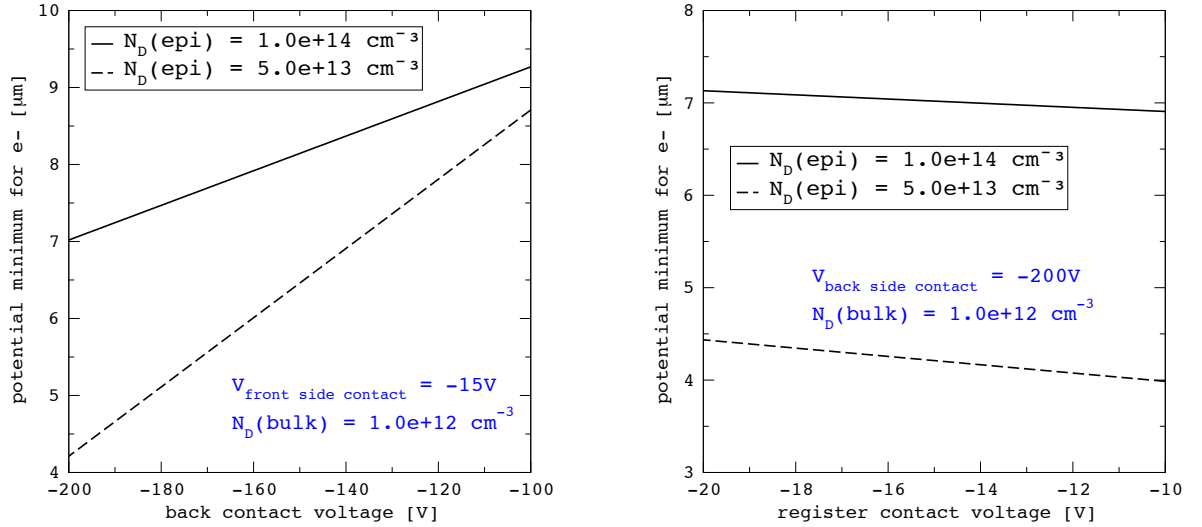 10
9
8
7
6
5
4
potential minimum for e- [µm]
N_D(epi) = 1.0e+14 cm⁻³
N_D(epi) = 5.0e+13 cm⁻³
V_front side contact = -15V
N_D(bulk) = 1.0e+12 cm⁻³
-200 -180 -160 -140 -120 -100
back contact voltage [V]
8
7
6
5
4
3
potential minimum for e- [µm]
N_D(epi) = 1.0e+14 cm⁻³
N_D(epi) = 5.0e+13 cm⁻³
V_back side contact = -200V
N_D(bulk) = 1.0e+12 cm⁻³
-20 -18 -16 -14 -12 -10
register contact voltage [V]